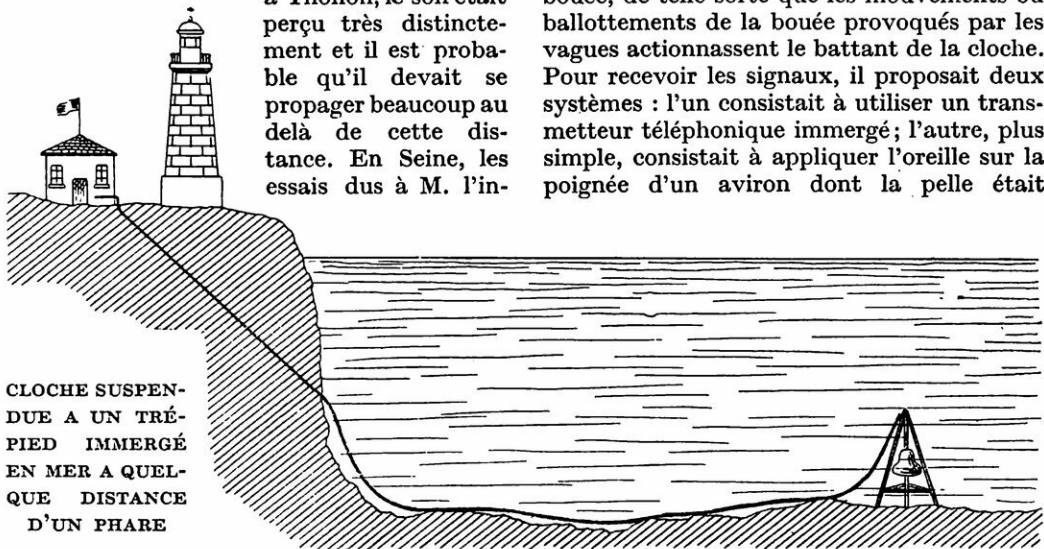 à Thonon, le son était
perçu très distincte-
ment et il est proba-
ble qu'il devait se
propager beaucoup au
delà de cette dis-
tance. En Seine, les
essais dus à M. l'in-
bouée, de telle sorte que les mouvements ou
ballottements de la bouée provoqués par les
vagues actionnassent le battant de la cloche.
Pour recevoir les signaux, il proposait deux
systèmes : l'un consistait à utiliser un trans-
metteur téléphonique immergé; l'autre, plus
simple, consistait à appliquer l'oreille sur la
poignée d'un aviron dont la pelle était
CLOCHE SUSPEN-
DUE A UN TRÉ-
PIED IMMERGÉ
EN MER A QUEL-
QUE DISTANCE
D'UN PHARE